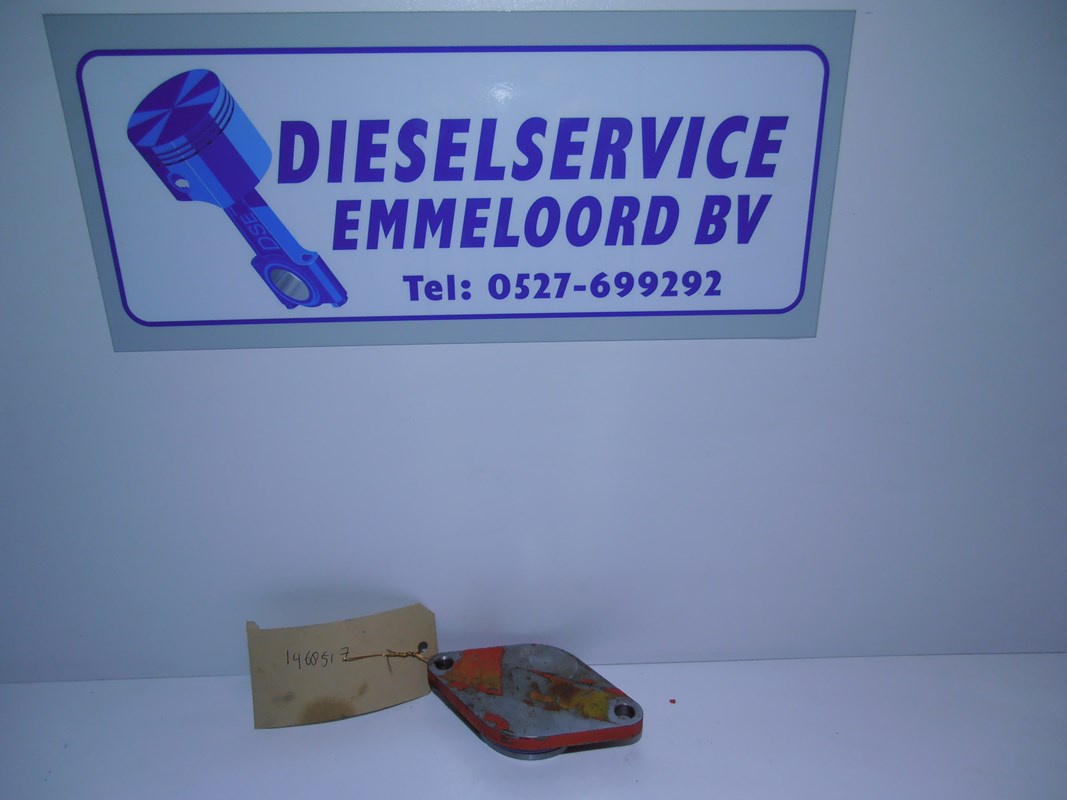 DIESELSERVICE
EMMELOORD BV
Tel: 0527-699292
DSE
1468517